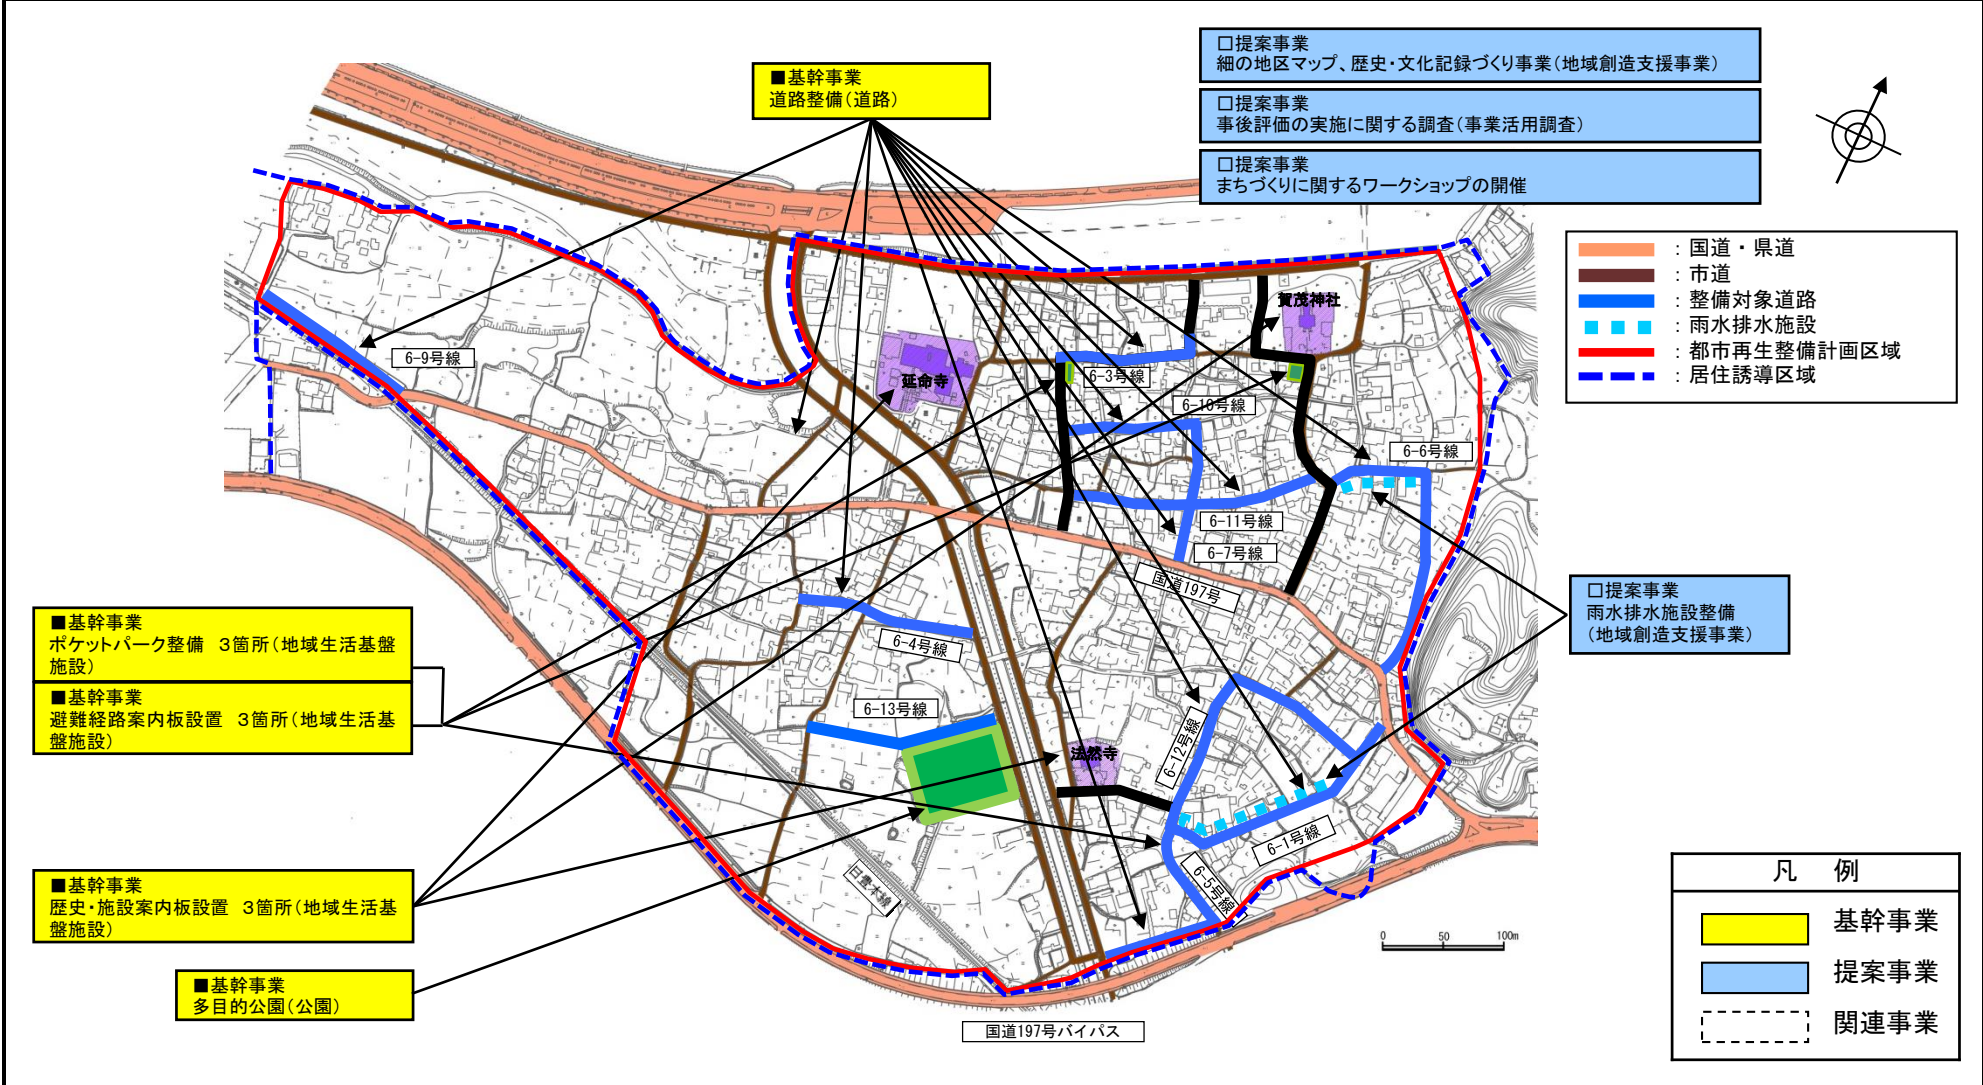 □提案事業
細の地区マップ、歴史・文化記録づくり事業（地域創造支援事業）
■基幹事業
道路整備（道路）
□提案事業
事後評価の実施に関する調査（事業活用調査）
□提案事業
まちづくりに関するワークショップの開催
：国道・県道
：市道
：整備対象道路
：雨水排水施設
：都市再生整備計画区域
：居住誘導区域
賀茂神社
6-9号線
延命寺
6-3号線
6-10号線
6-6号線
6-11号線
6-7号線
国道197号
□提案事業
雨水排水施設整備
（地域創造支援事業）
■基幹事業
ポケットパーク整備　3箇所（地域生活基盤
施設）
6-4号線
■基幹事業
避難経路案内板設置　3箇所（地域生活基
盤施設）
6-13号線
法然寺
6-12号線
6-1号線
6-5号線
日豊本線
■基幹事業
歴史・施設案内板設置　3箇所（地域生活基
盤施設）
■基幹事業
多目的公園（公園）
0　50　100m
国道197号バイパス
凡　例
基幹事業
提案事業
関連事業